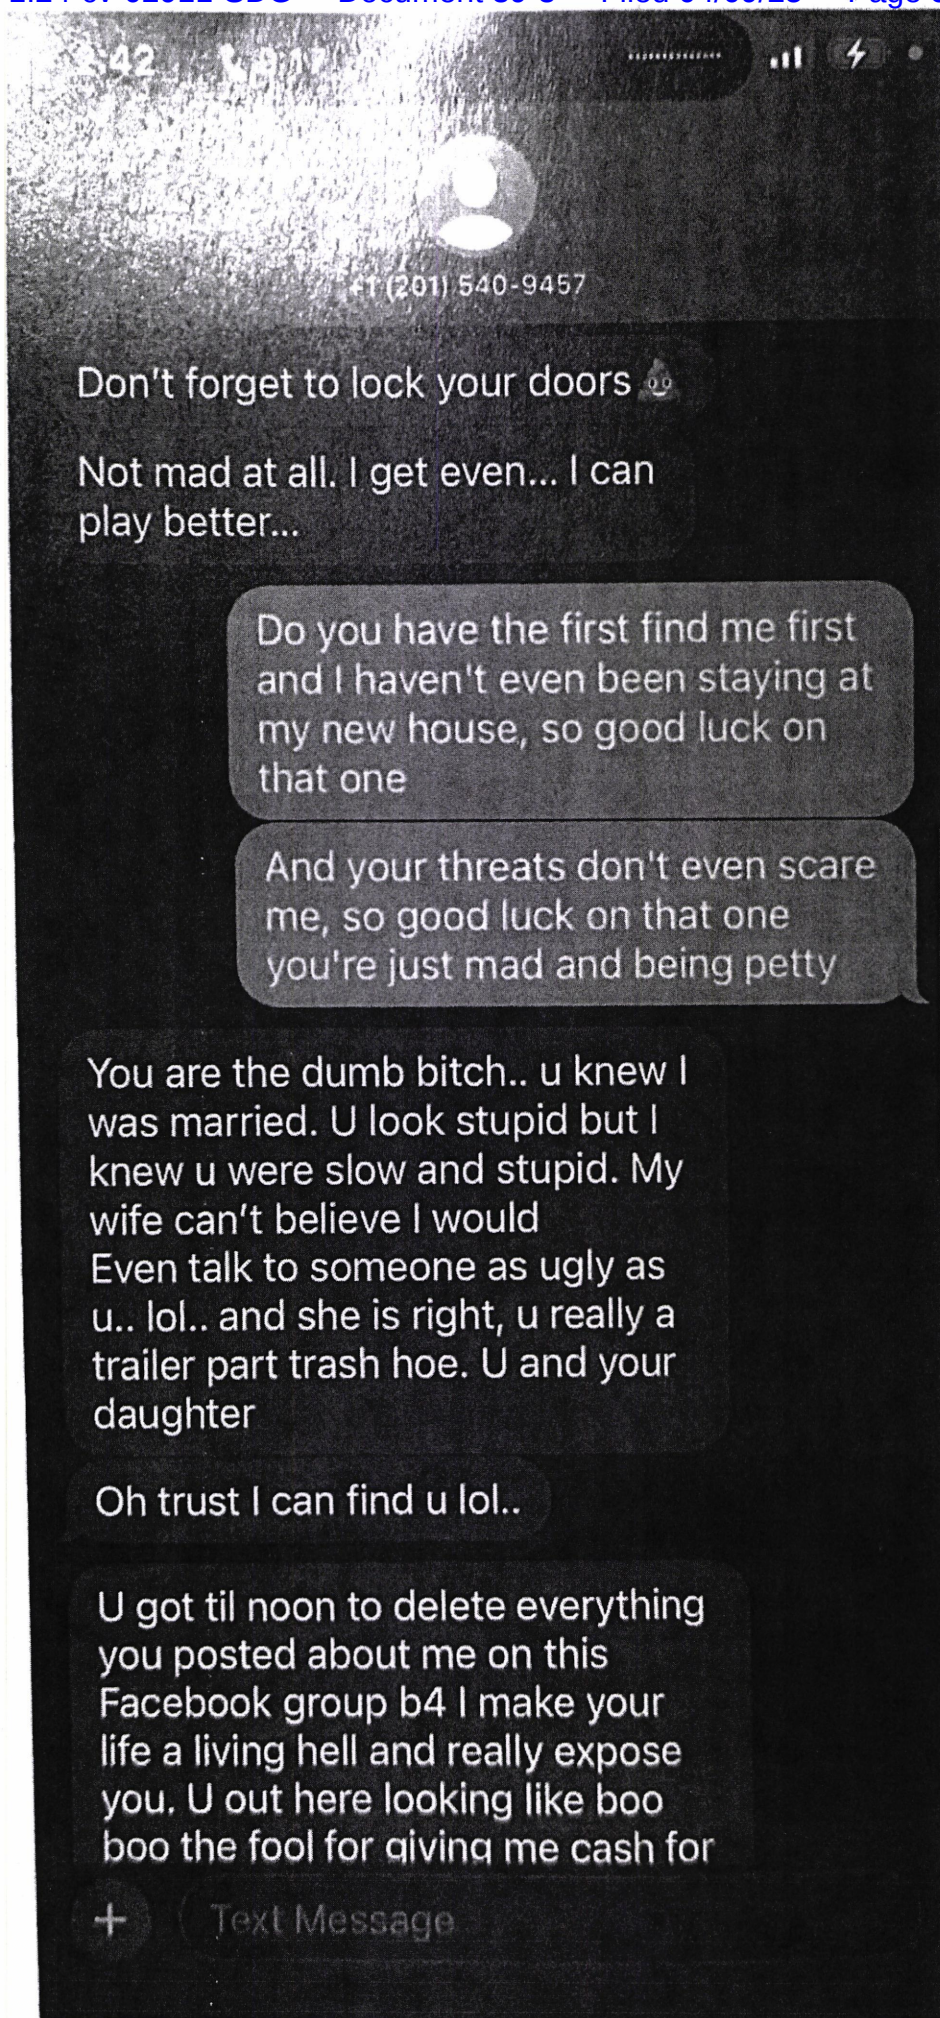 Document
+1 (201) 540-9457
Don't forget to lock your doors 💩
Not mad at all. I get even... I can
play better...
Do you have the first find me first
and I haven't even been staying at
my new house, so good luck on
that one
And your threats don't even scare
me, so good luck on that one
you're just mad and being petty
You are the dumb bitch.. u knew I
was married. U look stupid but I
knew u were slow and stupid. My
wife can't believe I would
Even talk to someone as ugly as
u.. lol.. and she is right, u really a
trailer part trash hoe. U and your
daughter
Oh trust I can find u lol..
U got til noon to delete everything
you posted about me on this
Facebook group b4 I make your
life a living hell and really expose
you. U out here looking like boo
boo the fool for giving me cash for
Text Message